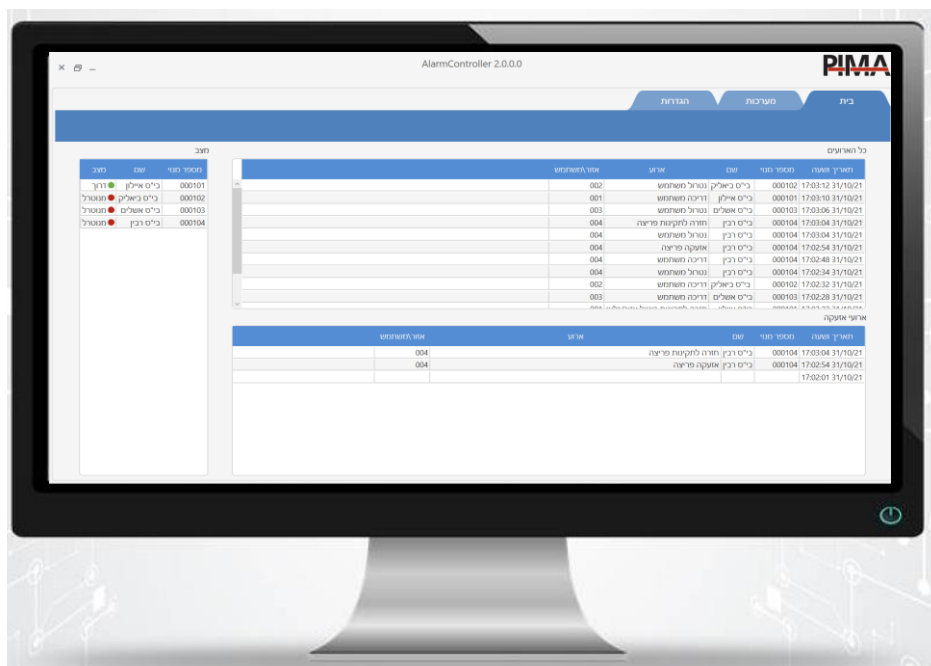 AlarmController 2.0.0.0
PIMA
בית מערכות הגדרות
כל הארועים
תאריך ושעה מספר מנוי שם ארוע אזור\משתמש
31/10/21 17:03:12 000102 בי"ס ביאליק נטרול משתמש 002
31/10/21 17:03:10 000101 בי"ס איילון דריכה משתמש 001
31/10/21 17:03:06 000103 בי"ס אשלים נטרול משתמש 003
31/10/21 17:03:04 000104 בי"ס רבין חזרה לתקינות פריצה 004
31/10/21 17:03:04 000104 בי"ס רבין נטרול משתמש 004
31/10/21 17:02:54 000104 בי"ס רבין אזעקה פריצה 004
31/10/21 17:02:48 000104 בי"ס רבין דריכה משתמש 004
31/10/21 17:02:34 000104 בי"ס רבין נטרול משתמש 004
31/10/21 17:02:32 000102 בי"ס ביאליק דריכה משתמש 002
31/10/21 17:02:28 000103 בי"ס אשלים דריכה משתמש 003
ארועי אזעקה
תאריך ושעה מספר מנוי שם ארוע אזור\משתמש
31/10/21 17:03:04 000104 בי"ס רבין חזרה לתקינות פריצה 004
31/10/21 17:02:54 000104 בי"ס רבין אזעקה פריצה 004
31/10/21 17:02:01
מצב
מספר מנוי שם מצב
000101 בי"ס איילון דרוך
000102 בי"ס ביאליק מנוטרל
000103 בי"ס אשלים מנוטרל
000104 בי"ס רבין מנוטרל